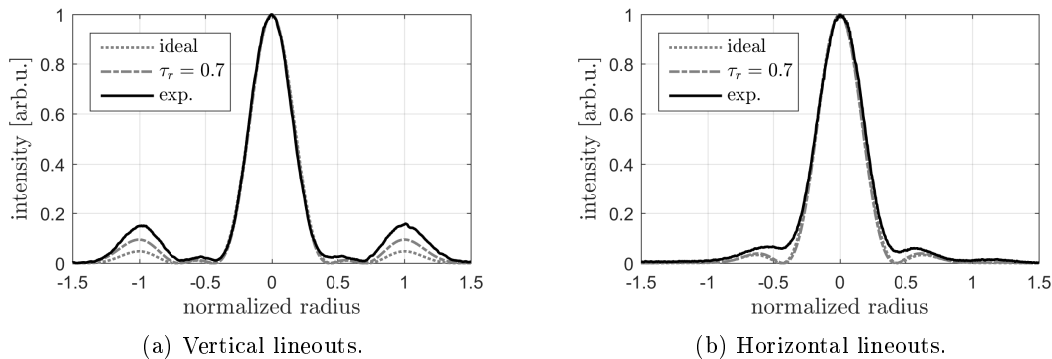 intensity [arb.u.]
1
0.8
0.6
0.4
0.2
0
ideal
τr = 0.7
exp.
-1.5
-1
-0.5
0
0.5
1
1.5
normalized radius
(a) Vertical lineouts.
intensity [arb.u.]
1
0.8
0.6
0.4
0.2
0
ideal
τr = 0.7
exp.
-1.5
-1
-0.5
0
0.5
1
1.5
normalized radius
(b) Horizontal lineouts.